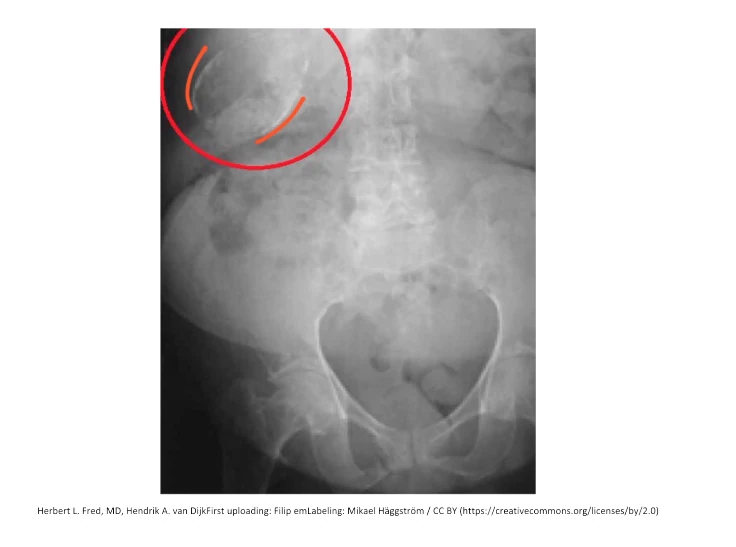 Herbert L. Fred, MD, Hendrik A. van DijkFirst uploading: Filip emLabeling: Mikael Häggström / CC BY (https://creativecommons.org/licenses/by/2.0)